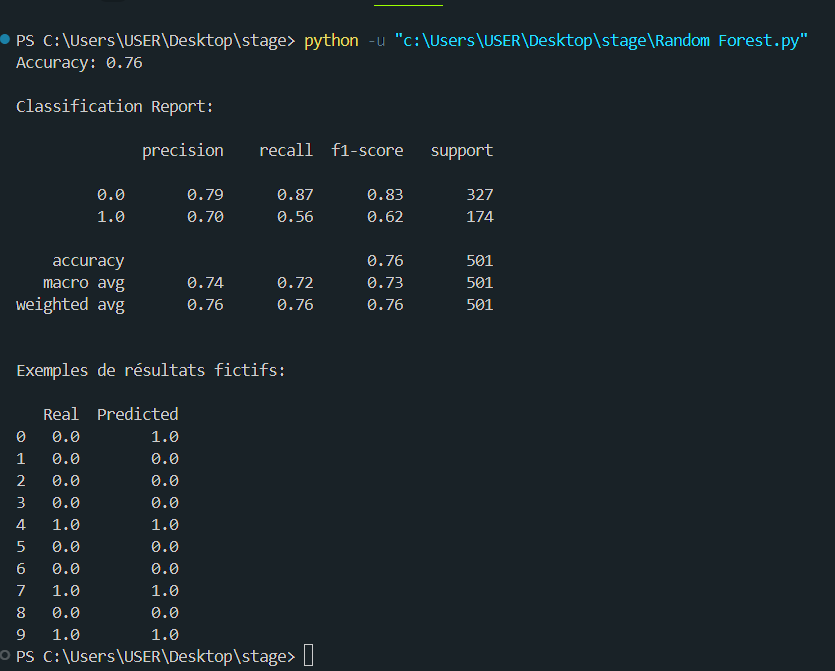 PS C:\Users\USER\Desktop\stage> python -u "c:\Users\USER\Desktop\stage\Random Forest.py"
Accuracy: 0.76
Classification Report:
precision recall f1-score support
0.0 0.79 0.87 0.83 327
1.0 0.70 0.56 0.62 174
accuracy 0.76 501
macro avg 0.74 0.72 0.73 501
weighted avg 0.76 0.76 0.76 501
Exemples de résultats fictifs:
Real Predicted
0 0.0 1.0
1 0.0 0.0
2 0.0 0.0
3 0.0 0.0
4 1.0 1.0
5 0.0 0.0
6 0.0 0.0
7 1.0 1.0
8 0.0 0.0
9 1.0 1.0
PS C:\Users\USER\Desktop\stage>